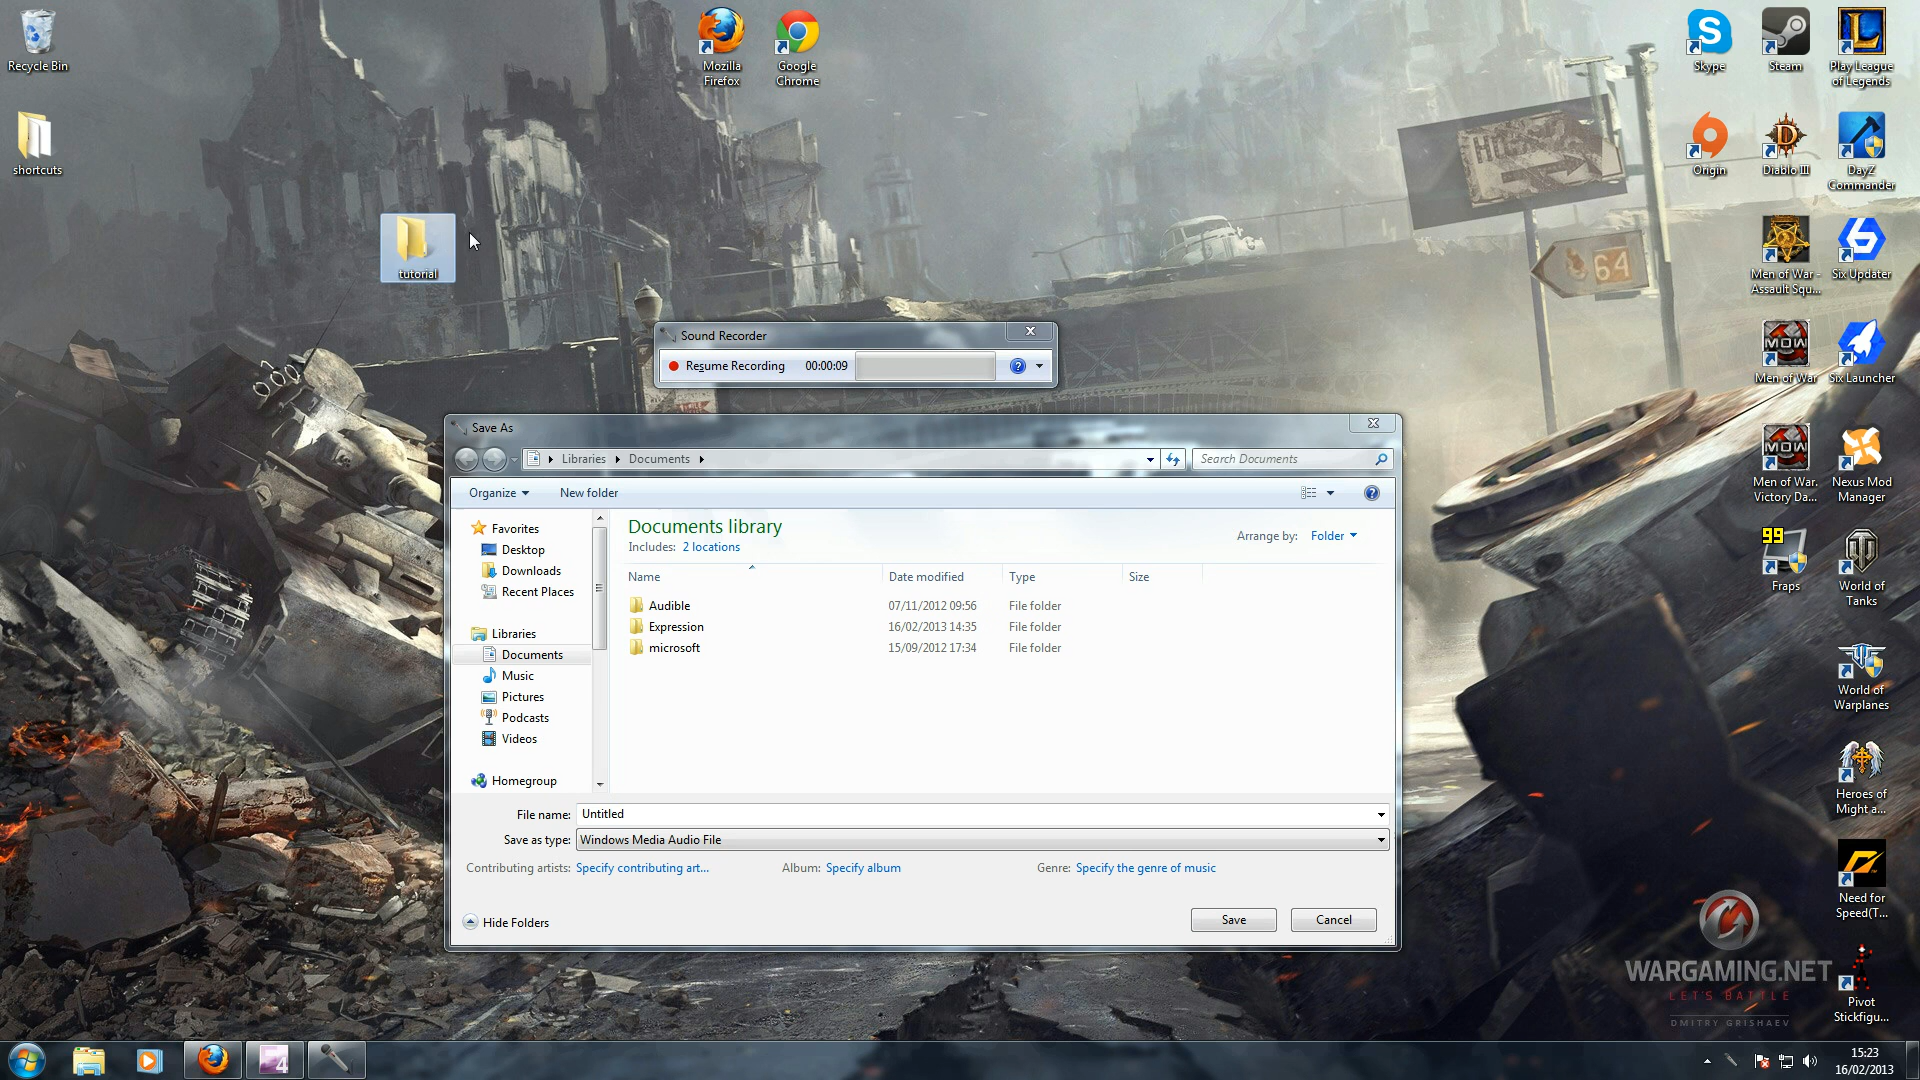 Recycle Bin
shortcuts
Mozilla
Firefox
Google
Chrome
tutorial
Skype
Steam
Play League
of Legends
Origin
Diablo III
DayZ
Commander
Men of War -
Assault Squ...
Six Updater
Men of War
Six Launcher
Men of War.
Victory Da...
Nexus Mod
Manager
99
Fraps
World of
Tanks
World of
Warplanes
Heroes of
Might a...
Need for
Speed(T...
Pivot
Stickfigu...
64
Sound Recorder
Resume Recording
00:00:09
Save As
Libraries
Documents
Search Documents
Organize
New folder
Favorites
Desktop
Downloads
Recent Places
Libraries
Documents
Music
Pictures
Podcasts
Videos
Homegroup
Documents library
Includes: 2 locations
Arrange by: Folder
Name
Date modified
Type
Size
Audible 07/11/2012 09:56 File folder
Expression 16/02/2013 14:35 File folder
microsoft 15/09/2012 17:34 File folder
File name: Untitled
Save as type: Windows Media Audio File
Contributing artists: Specify contributing art...
Album: Specify album
Genre: Specify the genre of music
Hide Folders
Save
Cancel
WARGAMING.NET
LET'S BATTLE
DMITRY GRISHAEV
15:23
16/02/2013